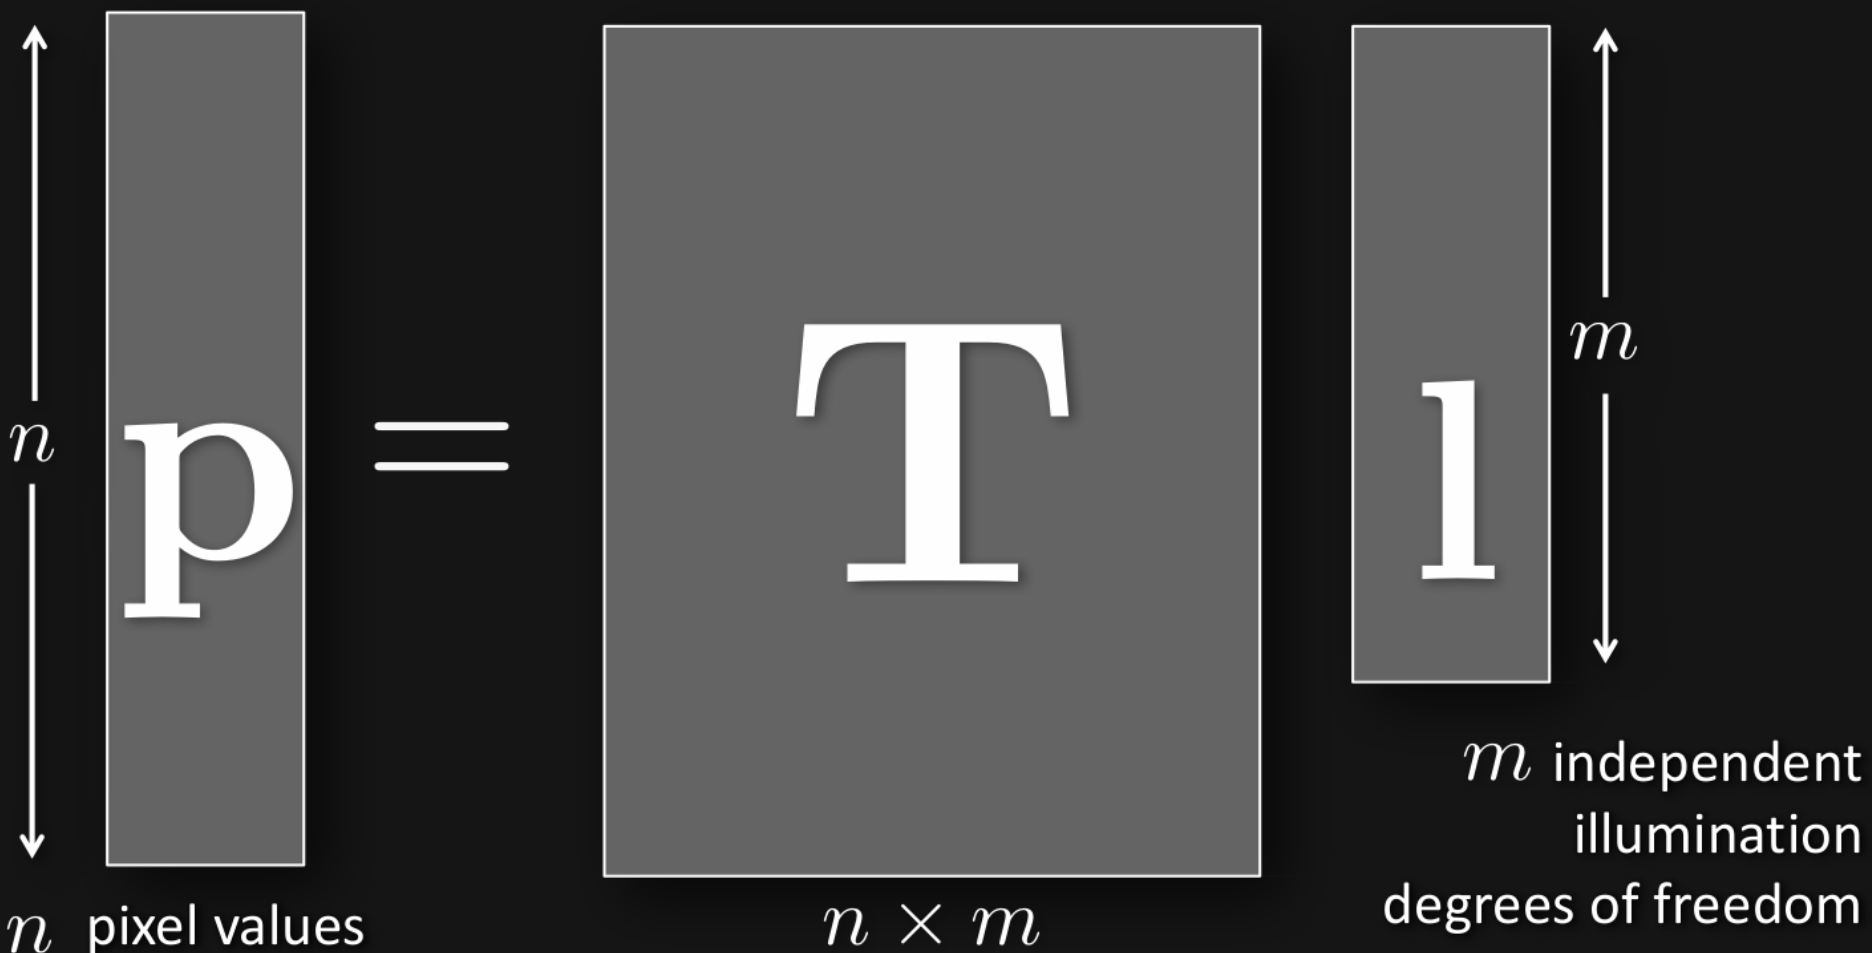 n
p = T l
m
n pixel values
n × m
m independent
illumination
degrees of freedom